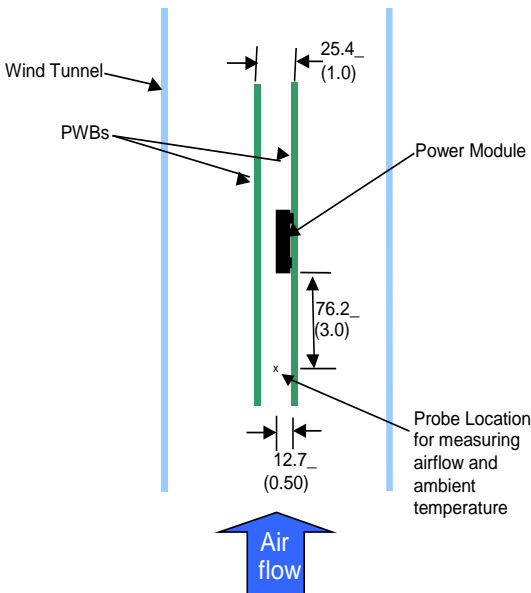 25.4_
(1.0)
Wind Tunnel
PWBs
Power Module
76.2_
(3.0)
x
Probe Location
for measuring
airflow and
ambient
temperature
12.7_
(0.50)
Air
flow